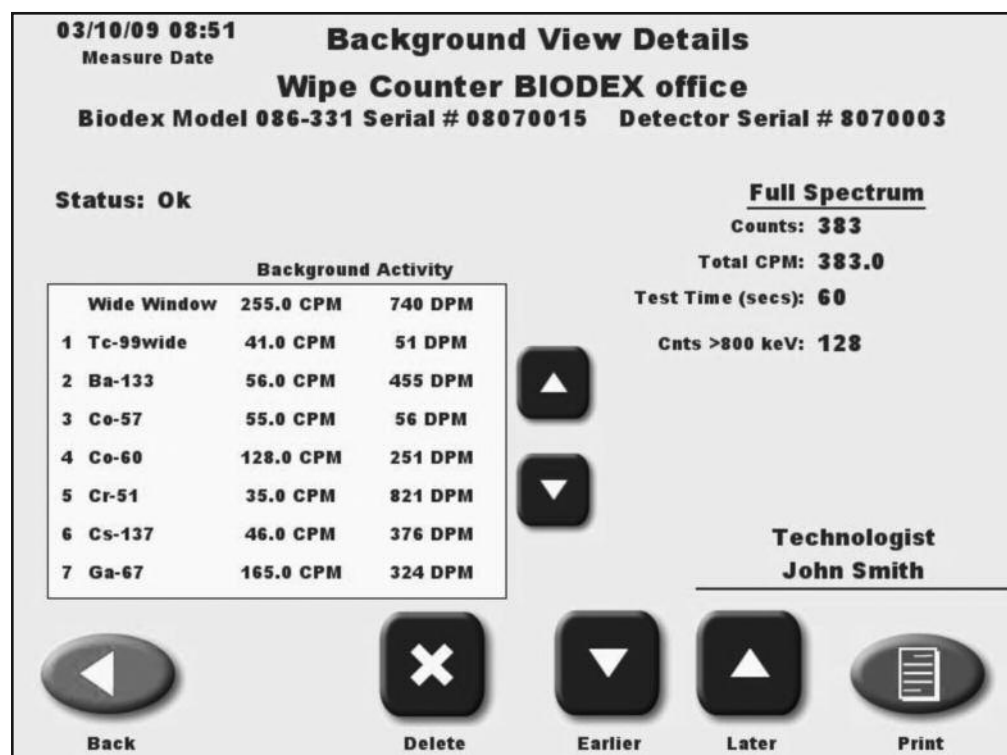 03/10/09 08:51
Measure Date
Background View Details
Wipe Counter BIODEX office
Biodex Model 086-331 Serial # 08070015 Detector Serial # 8070003
Status: Ok
Full Spectrum
Counts: 383
Total CPM: 383.0
Test Time (secs): 60
Cnts >800 keV: 128
Background Activity
Wide Window 255.0 CPM 740 DPM
1 Tc-99wide 41.0 CPM 51 DPM
2 Ba-133 56.0 CPM 455 DPM
3 Co-57 55.0 CPM 56 DPM
4 Co-60 128.0 CPM 251 DPM
5 Cr-51 35.0 CPM 821 DPM
6 Cs-137 46.0 CPM 376 DPM
7 Ga-67 165.0 CPM 324 DPM
Technologist
John Smith
Back Delete Earlier Later Print